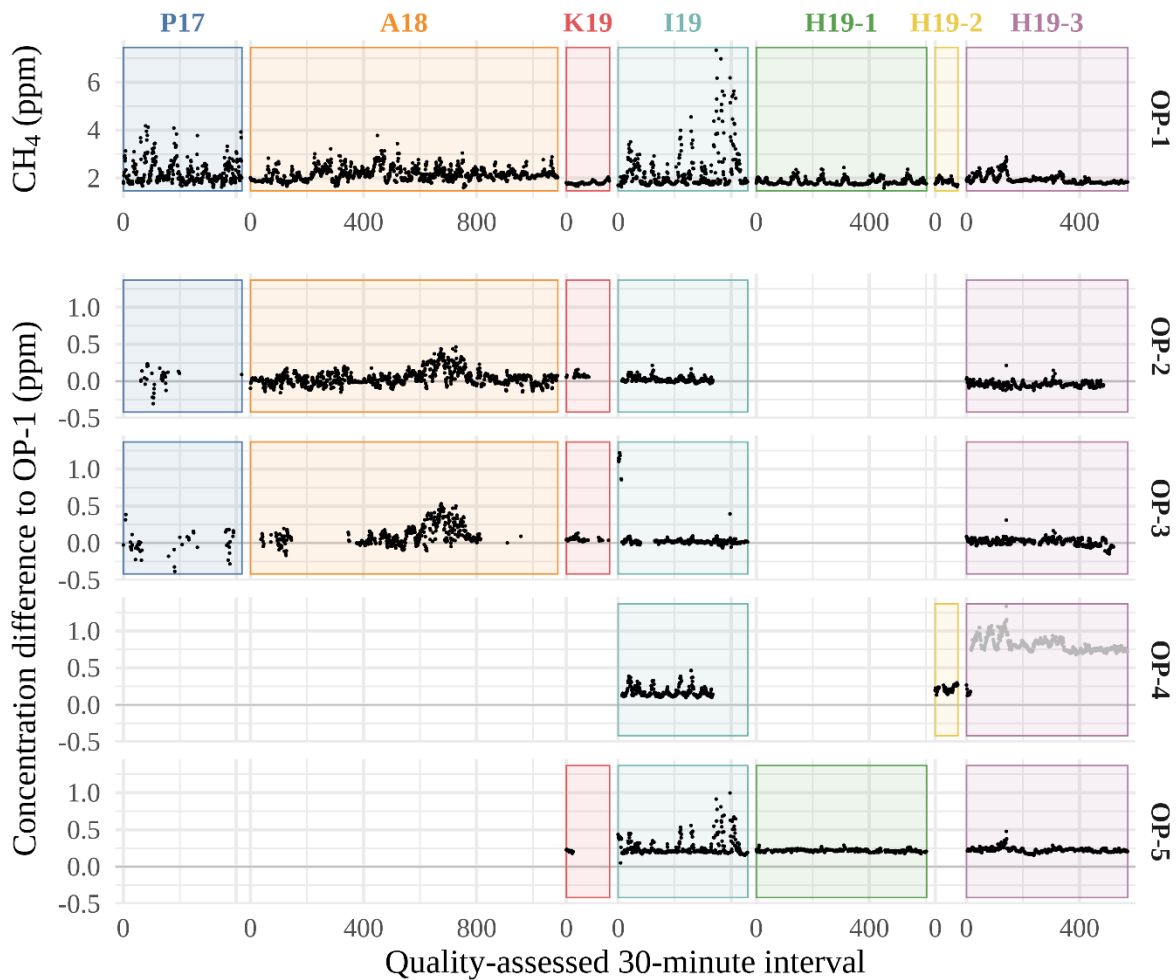 P17 A18 K19 I19 H19-1 H19-2 H19-3
CH4 (ppm)
6
4
2
OP-1
0 0 400 800 0 0 0 400 0 0 400
Concentration difference to OP-1 (ppm)
1.0
0.5
0.0
-0.5
OP-2
1.0
0.5
0.0
-0.5
OP-3
1.0
0.5
0.0
-0.5
OP-4
1.0
0.5
0.0
-0.5
OP-5
0 0 400 800 0 0 0 400 0 0 400
Quality-assessed 30-minute interval